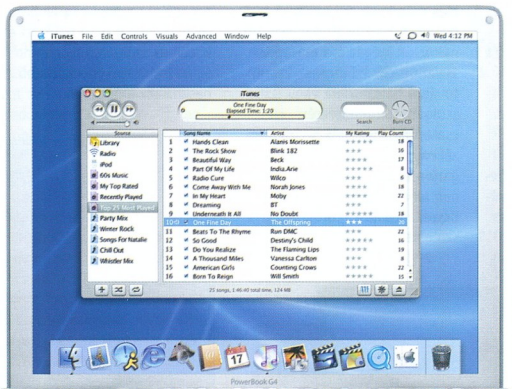 iTunes File Edit Controls Visuals Advanced Window Help Wed 4:12 PM
iTunes
One Fine Day
Elapsed Time: 1:29
Search Burn CD
Source Song Name Artist My Rating Play Count
Library
Radio
iPod
60s Music
My Top Rated
Recently Played
Top 25 Most Played
Party Mix
Winter Rock
Songs For Natalie
Chill Out
Whistler Mix
1 Hands Clean Alanis Morissette ★★★★★ 18
2 The Rock Show Blink 182 ★★★ 16
3 Beautiful Way Beck ★★★★ 17
4 Part Of My Life India.Arie ★★★★ 8
5 Radio Cure Wilco ★★★★ 6
6 Come Away With Me Norah Jones ★★★★ 18
7 In My Heart Moby ★★★★ 22
8 Dreaming BT ★★★ 7
9 Underneath It All No Doubt ★★★★★ 18
10 One Fine Day The Offspring ★★★ 20
11 Beats To The Rhyme Run DMC ★★★★ 22
12 So Good Destiny's Child ★★★★★ 16
13 Do You Realize The Flaming Lips ★★★★ 19
14 A Thousand Miles Vanessa Carlton ★★★★ 8
15 American Girls Counting Crows ★★★★ 22
16 Born To Reign Will Smith ★★★★★ 15
25 songs, 1:46:40 total time, 124 MB
17
PowerBook G4